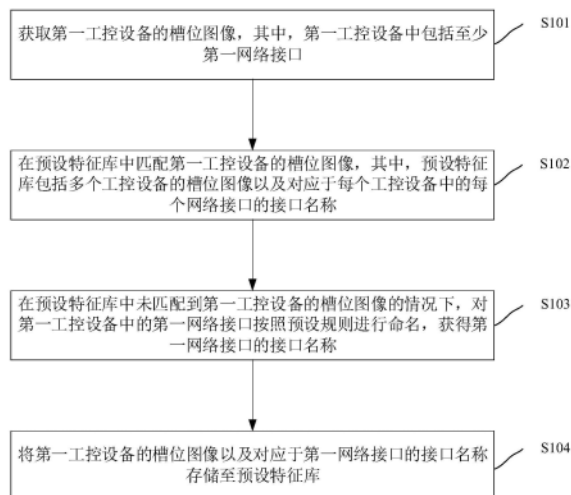 获取第一工控设备的槽位图像，其中，第一工控设备中包括至少
第一网络接口
S101
在预设特征库中匹配第一工控设备的槽位图像，其中，预设特征
库包括多个工控设备的槽位图像以及对应于每个工控设备中的每
个网络接口的接口名称
S102
在预设特征库中未匹配到第一工控设备的槽位图像的情况下，对
第一工控设备中的第一网络接口按照预设规则进行命名，获得第
一网络接口的接口名称
S103
将第一工控设备的槽位图像以及对应于第一网络接口的接口名称
存储至预设特征库
S104